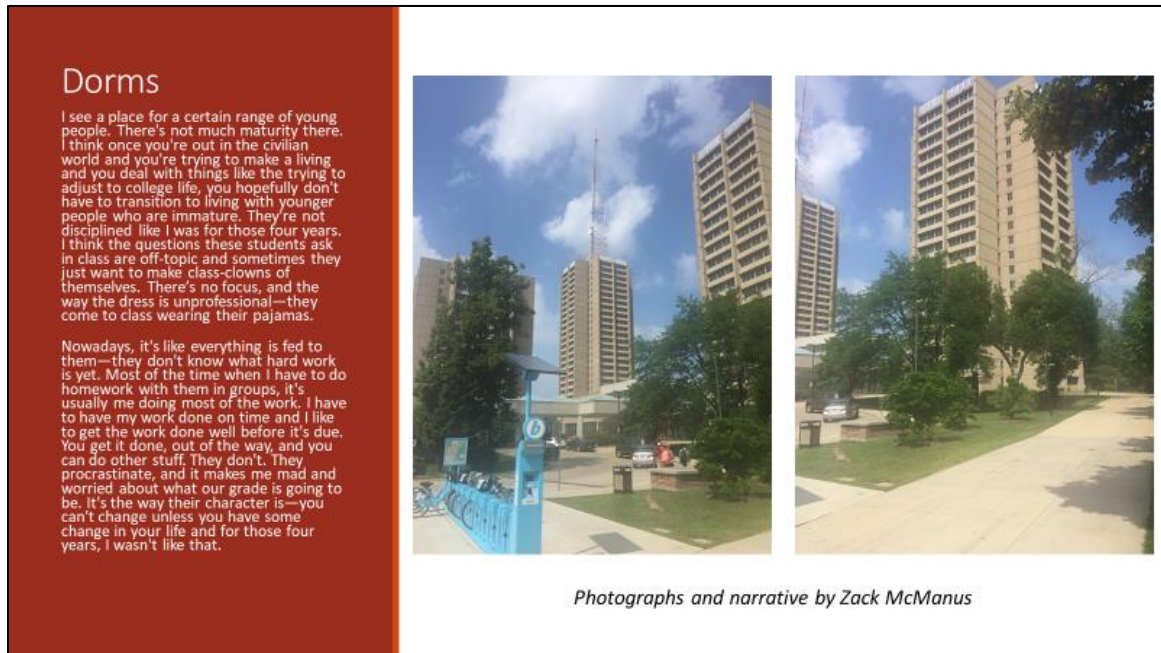 Dorms
I see a place for a certain range of young
people. There's not much maturity there.
I think once you're out in the civilian
world and you're trying to make a living
and you deal with things like the trying to
adjust to college life, you hopefully don't
have to transition to living with younger
people who are immature. They're not
disciplined like I was for those four years.
I think the questions these students ask
in class are off-topic and sometimes they
just want to make class-clowns of
themselves. There's no focus, and the
way the dress is unprofessional—they
come to class wearing their pajamas.
Nowadays, it's like everything is fed to
them—they don't know what hard work
is yet. Most of the time when I have to do
homework with them in groups, it's
usually me doing most of the work. I have
to have my work done on time and I like
to get the work done well before it's due.
You get it done, out of the way, and you
can do other stuff. They don't. They
procrastinate, and it makes me mad and
worried about what our grade is going to
be. It's the way their character is—you
can't change unless you have some
change in your life and for those four
years, I wasn't like that.
b
Photographs and narrative by Zack McManus